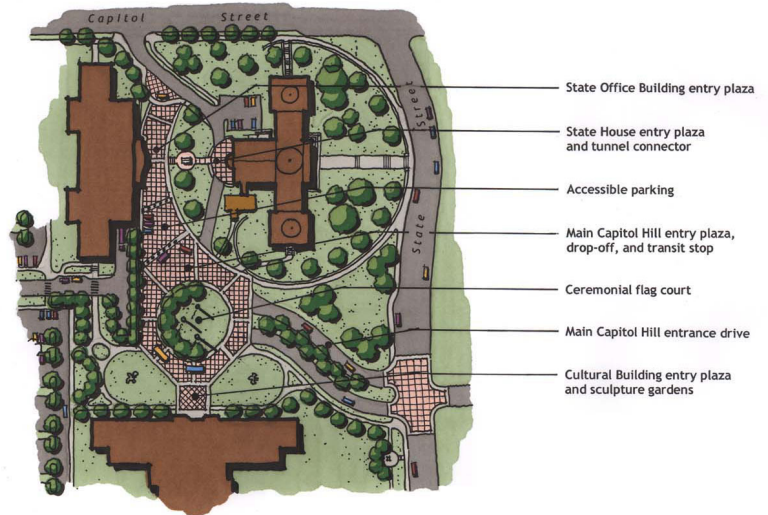 Capitol Street
Street
State
State Office Building entry plaza
State House entry plaza
and tunnel connector
Accessible parking
Main Capitol Hill entry plaza,
drop-off, and transit stop
Ceremonial flag court
Main Capitol Hill entrance drive
Cultural Building entry plaza
and sculpture gardens